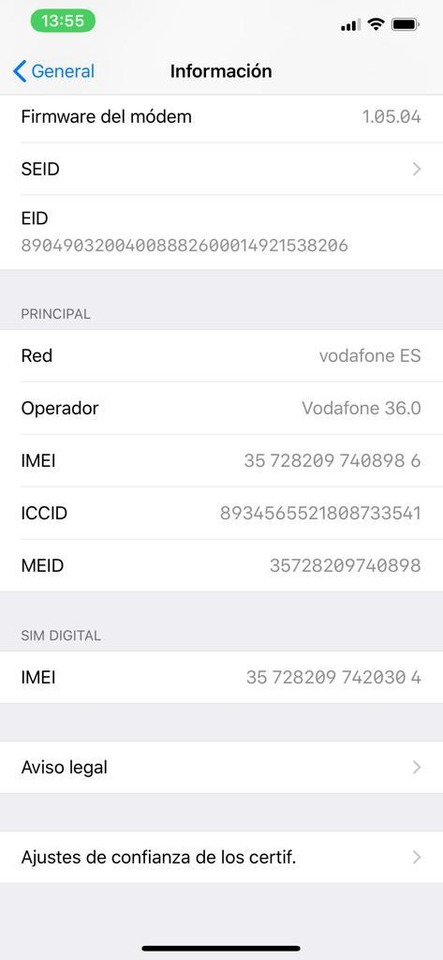 13:55
General
Información
Firmware del módem 1.05.04
SEID
EID
89049032004008882600014921538206
PRINCIPAL
Red vodafone ES
Operador Vodafone 36.0
IMEI 35 728209 740898 6
ICCID 8934565521808733541
MEID 35728209740898
SIM DIGITAL
IMEI 35 728209 742030 4
Aviso legal
Ajustes de confianza de los certif.